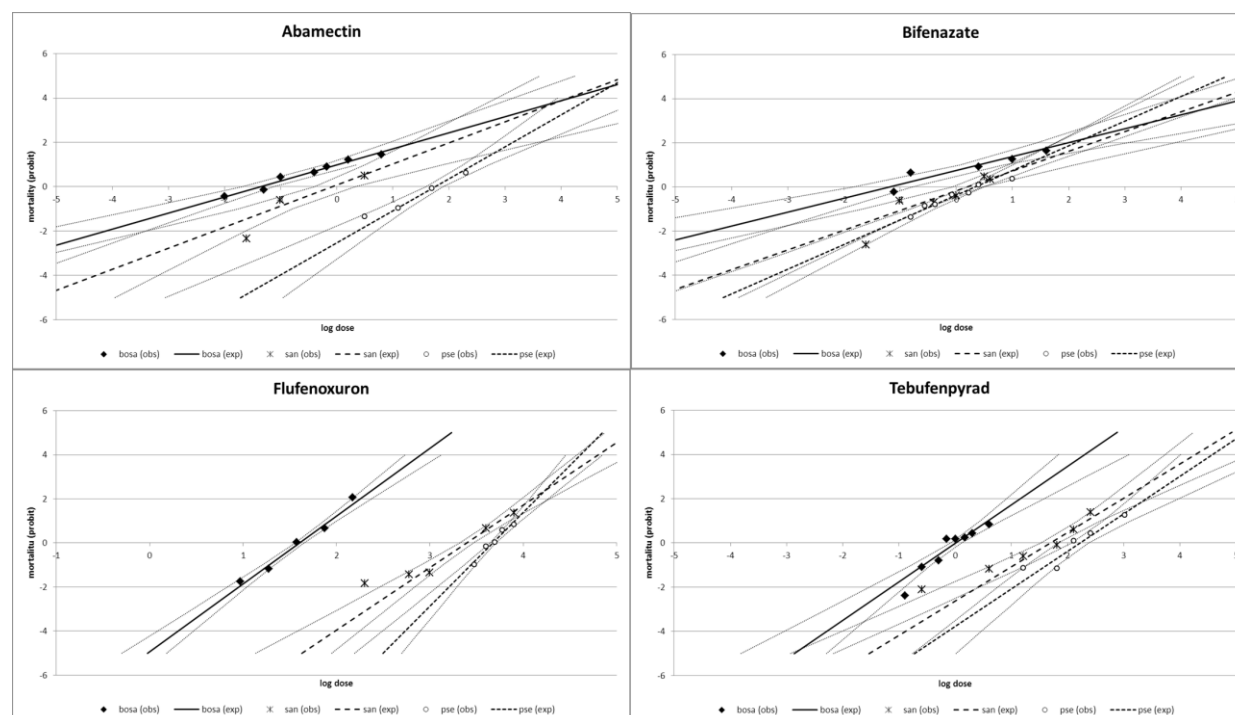 Abamectin
6
4
2
0
-2
-4
-6
-5 -4 -3 -2 -1 0 1 2 3 4 5
mortality (probit)
log dose
bosa (obs) bosa (exp) san (obs) san (exp) pse (obs) pse (exp)
Bifenazate
6
4
2
0
-2
-4
-6
-5 -4 -3 -2 -1 0 1 2 3 4
mortalitu (probit)
log dose
bosa (obs) bosa (exp) san (obs) san (exp) pse (obs) pse (exp)
Flufenoxuron
6
4
2
0
-2
-4
-6
-1 0 1 2 3 4 5
mortalitu (probit)
log dose
bosa (obs) bosa (exp) san (obs) san (exp) pse (obs) pse (exp)
Tebufenpyrad
6
4
2
0
-2
-4
-6
-5 -4 -3 -2 -1 0 1 2 3 4 5
mortalitu (probit)
log dose
bosa (obs) bosa (exp) san (obs) san (exp) pse (obs) pse (exp)